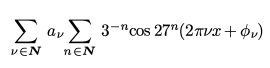 ∑_{ν∈N} a_ν ∑_{n∈N} 3^{-n} cos 27^n (2πνx + ϕ_ν)